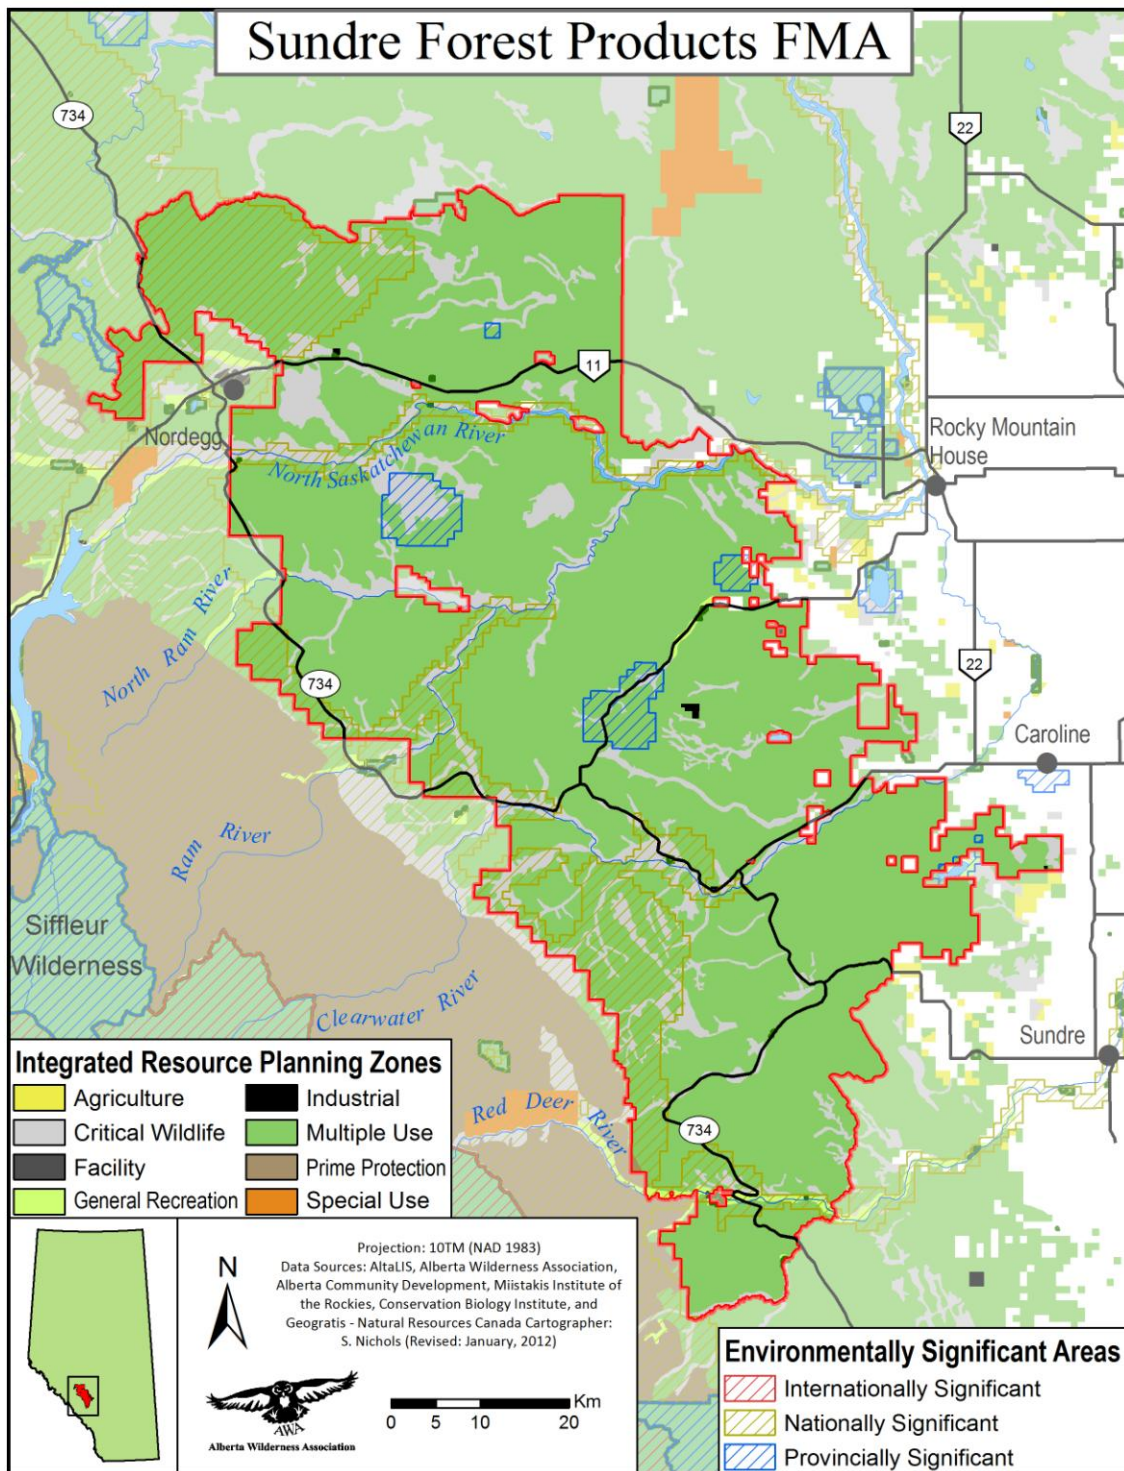 Sundre Forest Products FMA
734
22
11
Nordegg
North Saskatchewan River
Rocky Mountain
House
North Ram River
734
22
Caroline
Ram River
Siffleur
Wilderness
Clearwater River
Sundre
Red Deer River
734
Integrated Resource Planning Zones
Agriculture
Industrial
Critical Wildlife
Multiple Use
Facility
Prime Protection
General Recreation
Special Use
N
Projection: 10TM (NAD 1983)
Data Sources: AltaLIS, Alberta Wilderness Association,
Alberta Community Development, Miistakis Institute of
the Rockies, Conservation Biology Institute, and
Geogratis - Natural Resources Canada Cartographer:
S. Nichols (Revised: January, 2012)
AWA
Alberta Wilderness Association
Km
0 5 10 20
Environmentally Significant Areas
Internationally Significant
Nationally Significant
Provincially Significant